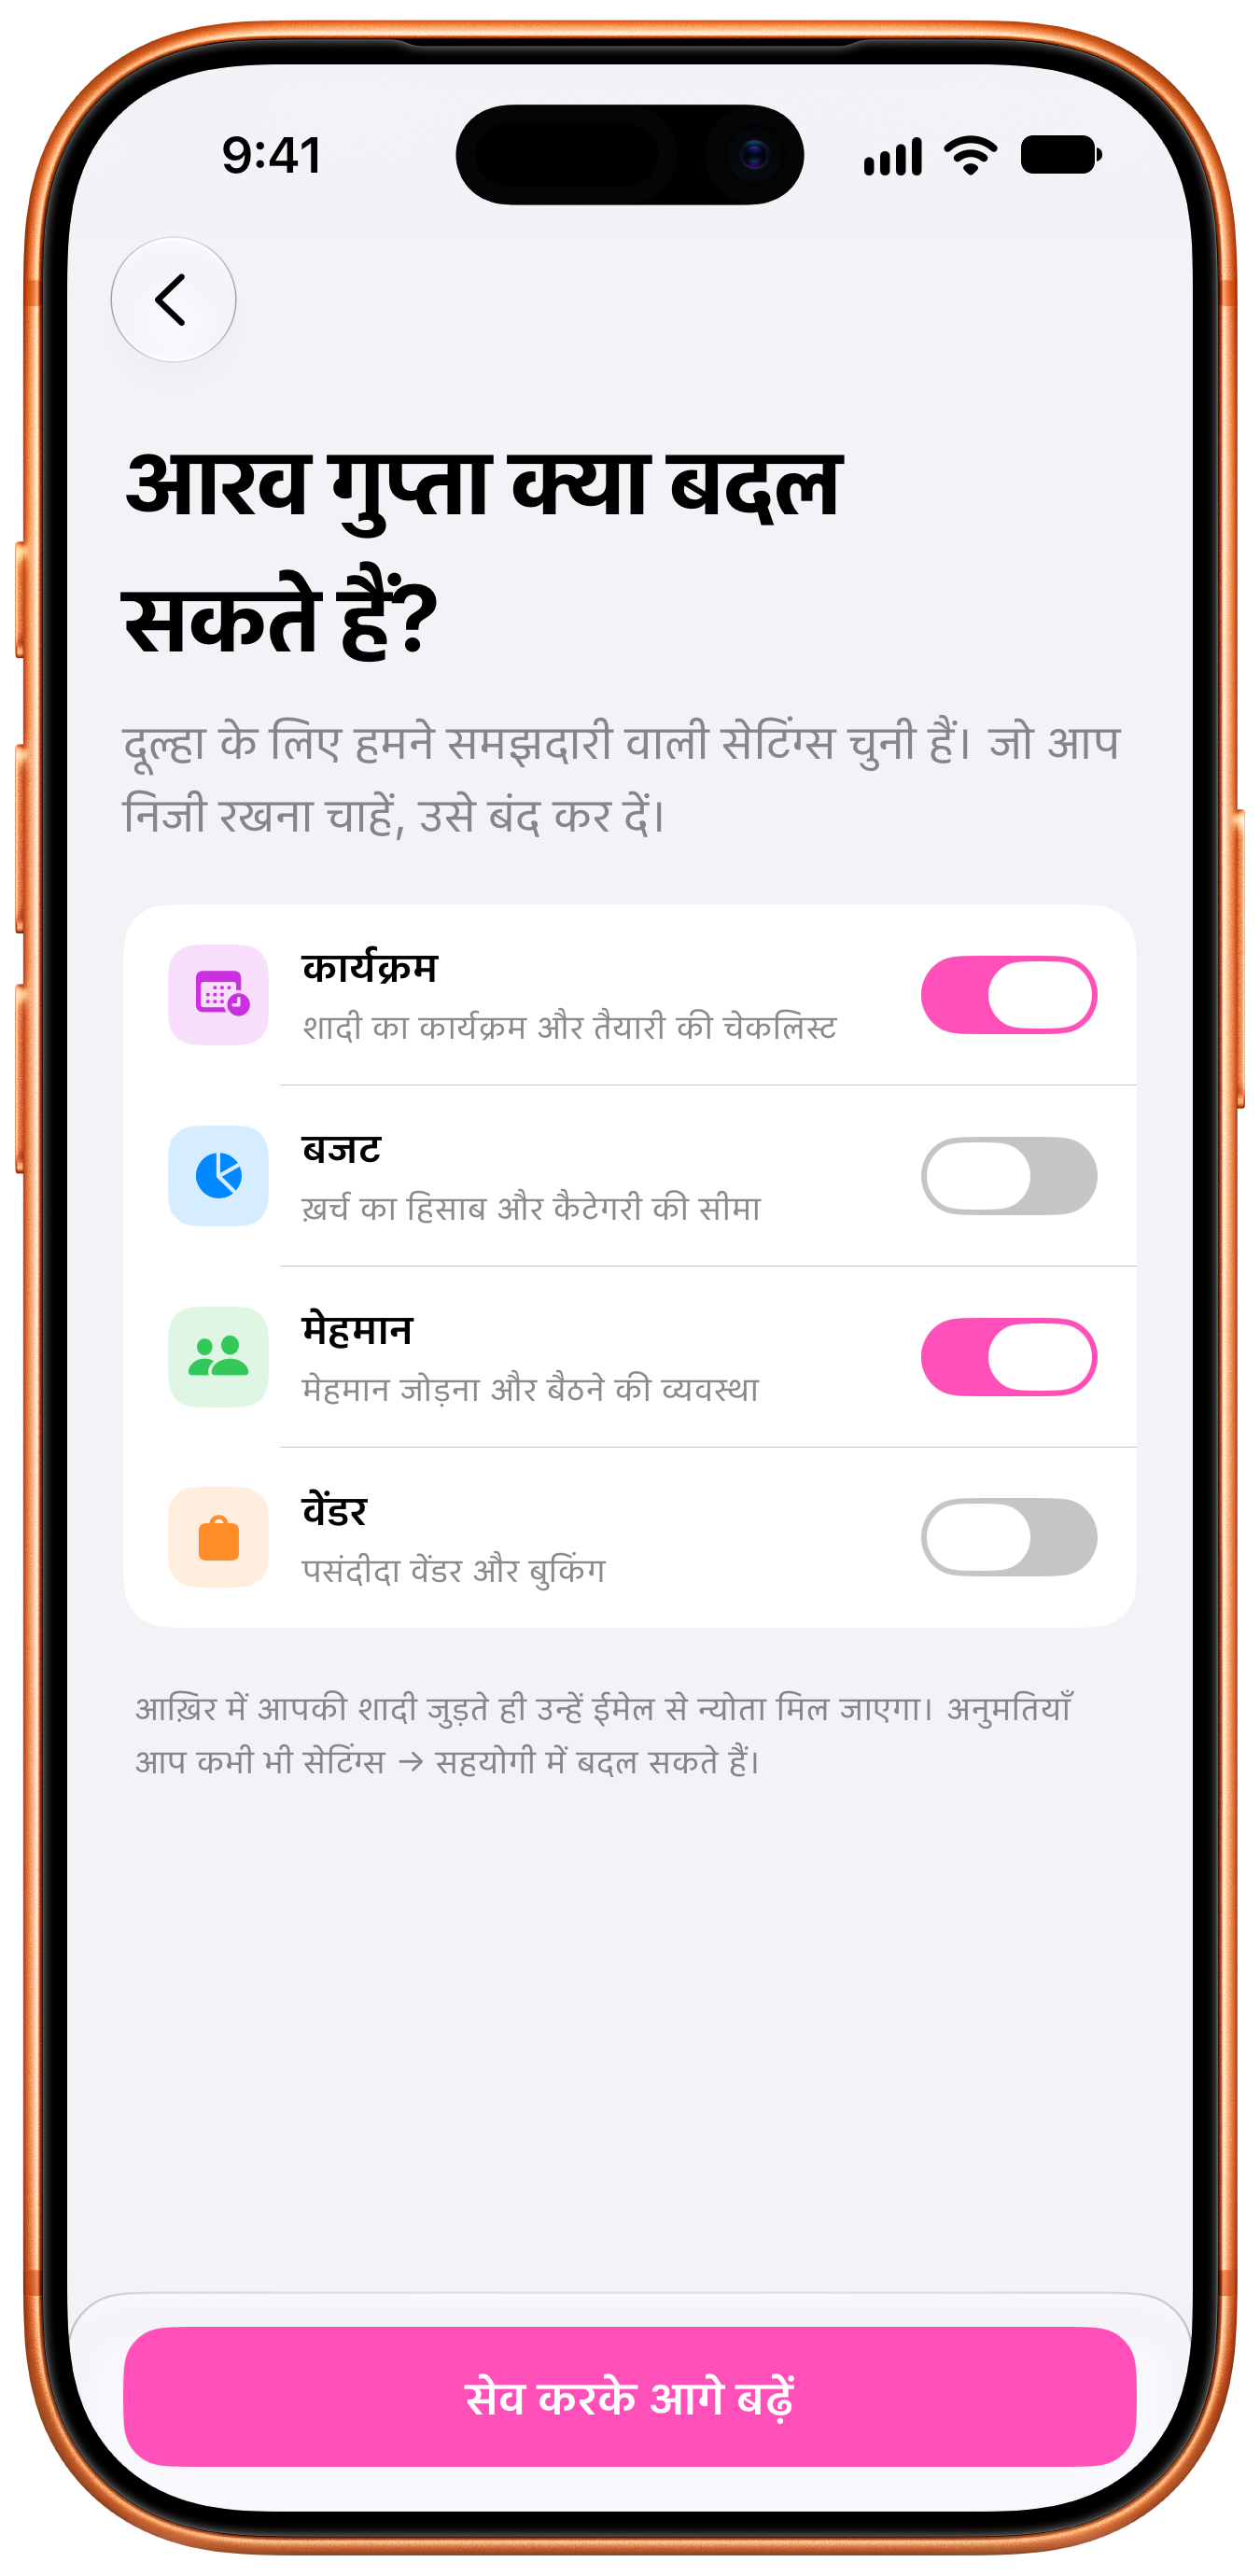 9:41
आरव गुप्ता क्या बदल
सकते हैं?
दूल्हा के लिए हमने समझदारी वाली सेटिंग्स चुनी हैं। जो आप
निजी रखना चाहें, उसे बंद कर दें।
कार्यक्रम
शादी का कार्यक्रम और तैयारी की चेकलिस्ट
बजट
ख़र्च का हिसाब और कैटेगरी की सीमा
मेहमान
मेहमान जोड़ना और बैठने की व्यवस्था
वेंडर
पसंदीदा वेंडर और बुकिंग
आख़िर में आपकी शादी जुड़ते ही उन्हें ईमेल से न्योता मिल जाएगा। अनुमतियाँ
आप कभी भी सेटिंग्स → सहयोगी में बदल सकते हैं।
सेव करके आगे बढ़ें